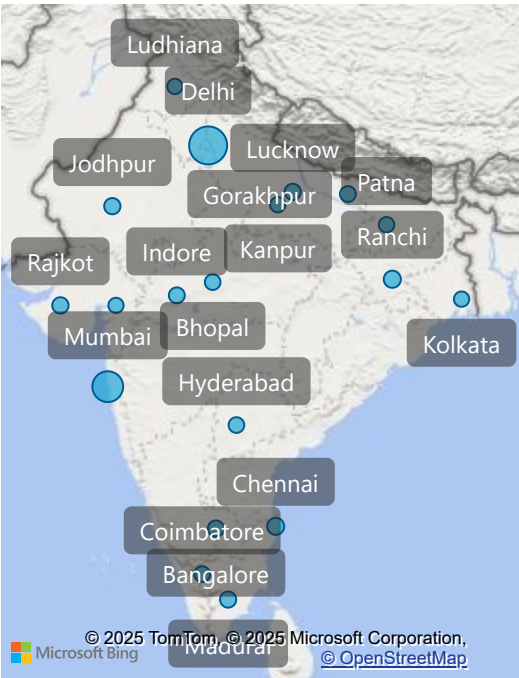 Ludhiana
Delhi
Lucknow
Jodhpur
Gorakhpur
Patna
Ranchi
Indore
Kanpur
Rajkot
Mumbai
Bhopal
Kolkata
Hyderabad
Chennai
Coimbatore
Bangalore
Madurai
© 2025 TomTom, © 2025 Microsoft Corporation,
Microsoft Bing
© OpenStreetMap